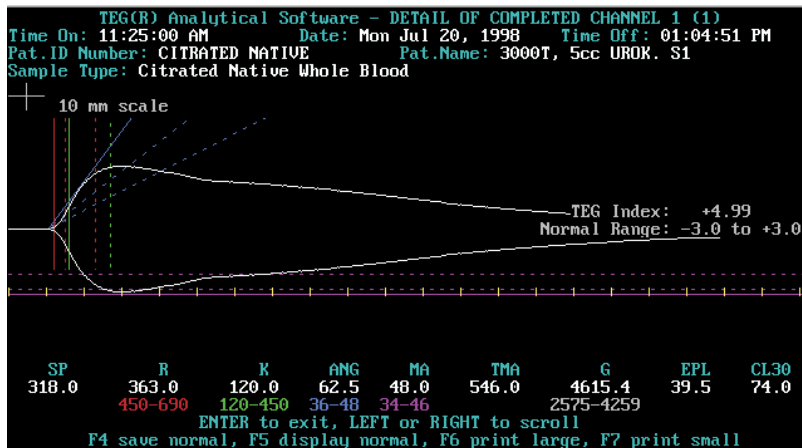 TEG(R) Analytical Software - DETAIL OF COMPLETED CHANNEL 1 (1)
Time On: 11:25:00 AM Date: Mon Jul 20, 1998 Time Off: 01:04:51 PM
Pat.ID Number: CITRATED NATIVE Pat.Name: 3000T, 5cc UROK. S1
Sample Type: Citrated Native Whole Blood
10 mm scale
TEG Index: +4.99
Normal Range: -3.0 to +3.0
SP R K ANG MA TMA G EPL CL30
318.0 363.0 120.0 62.5 48.0 546.0 4615.4 39.5 74.0
450-690 120-450 36-48 34-46 2575-4259
ENTER to exit, LEFT or RIGHT to scroll
F4 save normal, F5 display normal, F6 print large, F7 print small